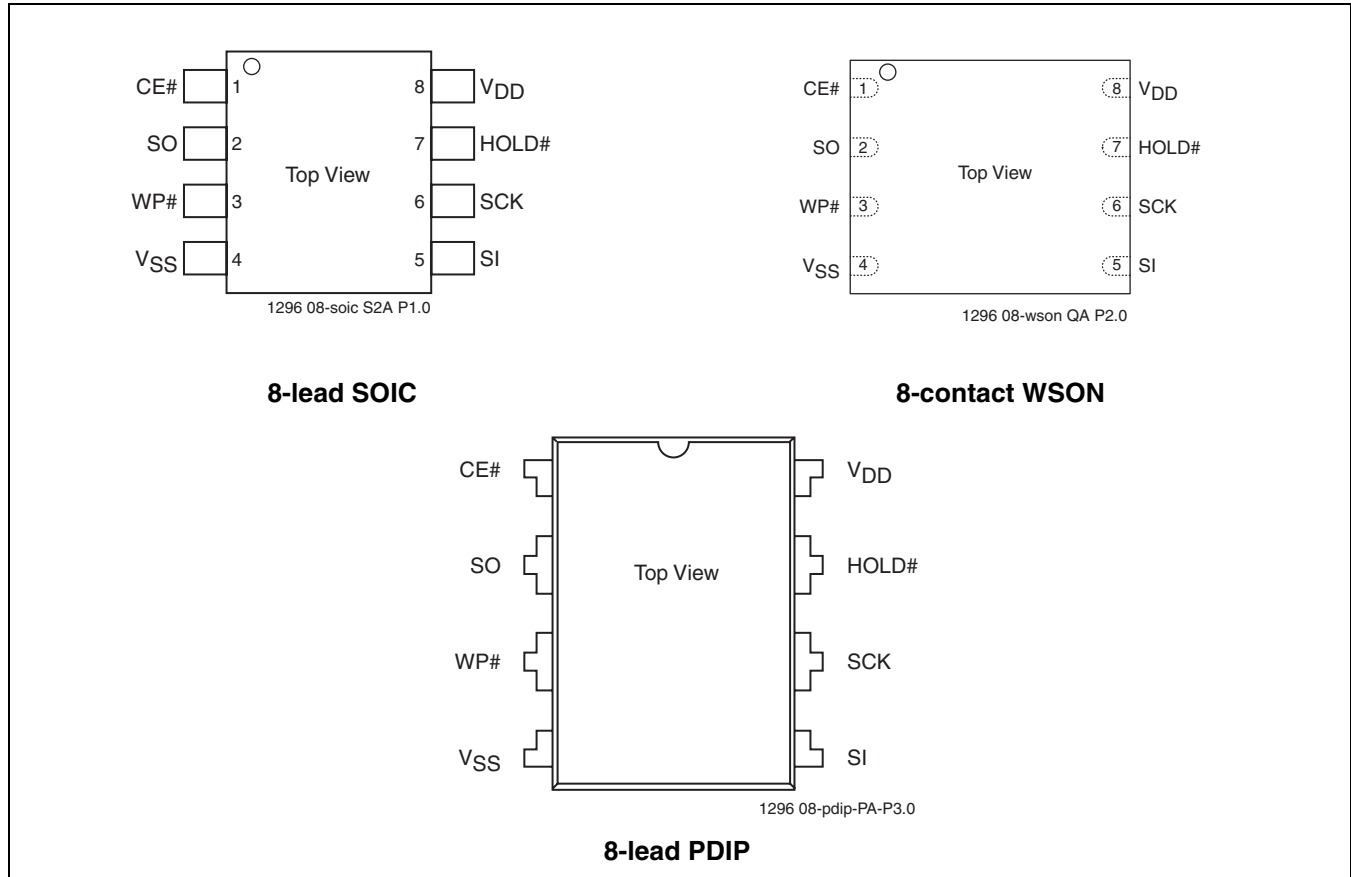 CE# 1 8 VDD
SO 2 7 HOLD#
Top View
WP# 3 6 SCK
VSS 4 5 SI
1296 08-soic S2A P1.0
8-lead SOIC
CE# 1 8 VDD
SO 2 7 HOLD#
Top View
WP# 3 6 SCK
VSS 4 5 SI
1296 08-wson QA P2.0
8-contact WSON
CE# VDD
SO Top View HOLD#
WP# SCK
VSS SI
1296 08-pdip-PA-P3.0
8-lead PDIP